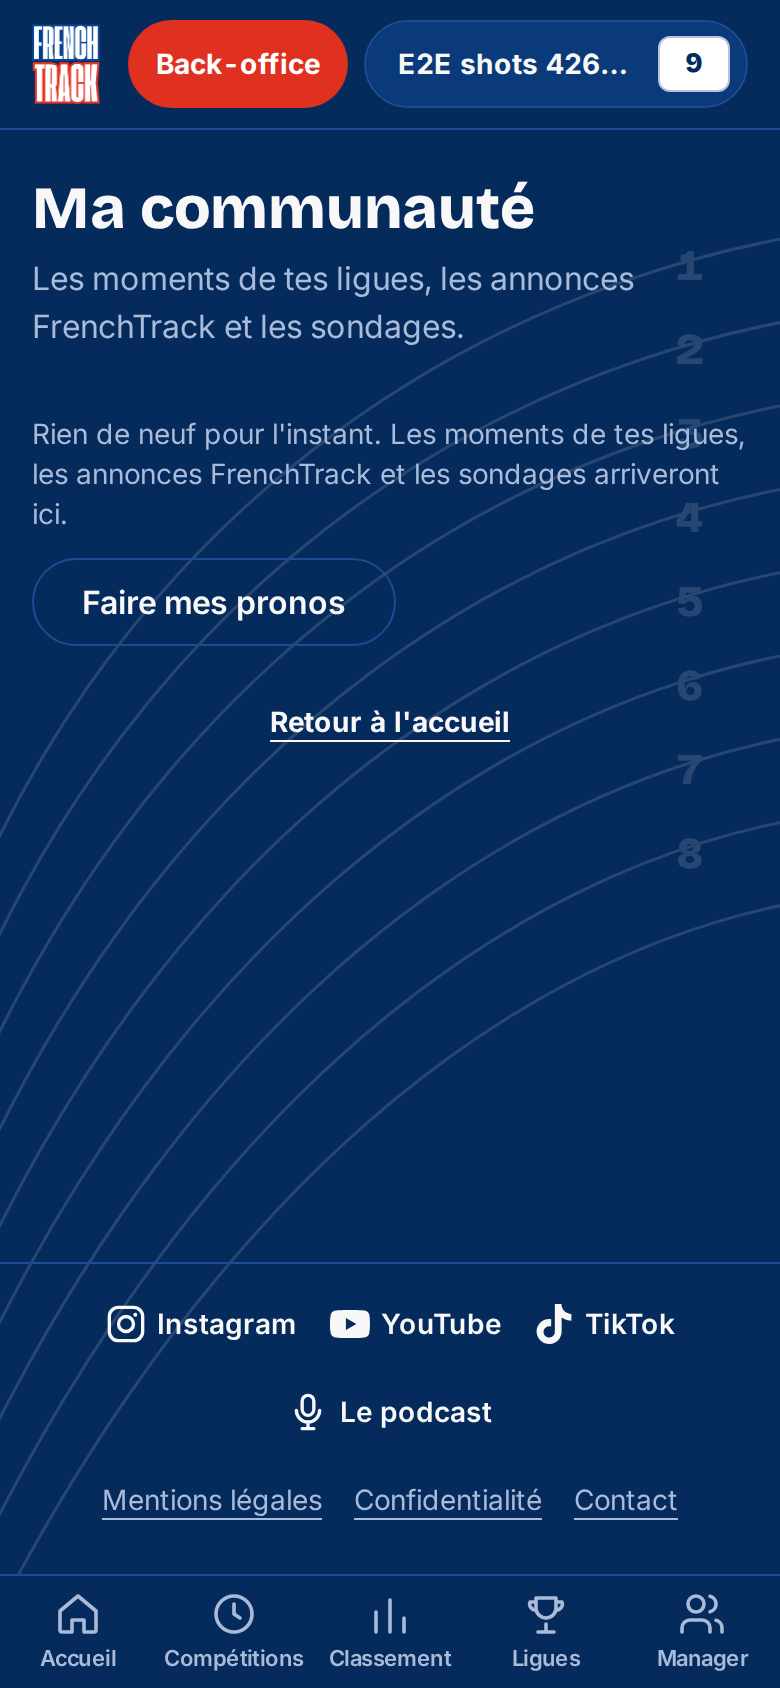 FRENCH
TRACK
Back-office
E2E shots 426...
9
Ma communauté
Les moments de tes ligues, les annonces
FrenchTrack et les sondages.
1
2
3
4
5
6
7
8
Rien de neuf pour l'instant. Les moments de tes ligues,
les annonces FrenchTrack et les sondages arriveront
ici.
Faire mes pronos
Retour à l'accueil
Instagram
YouTube
TikTok
Le podcast
Mentions légales
Confidentialité
Contact
Accueil
Compétitions
Classement
Ligues
Manager